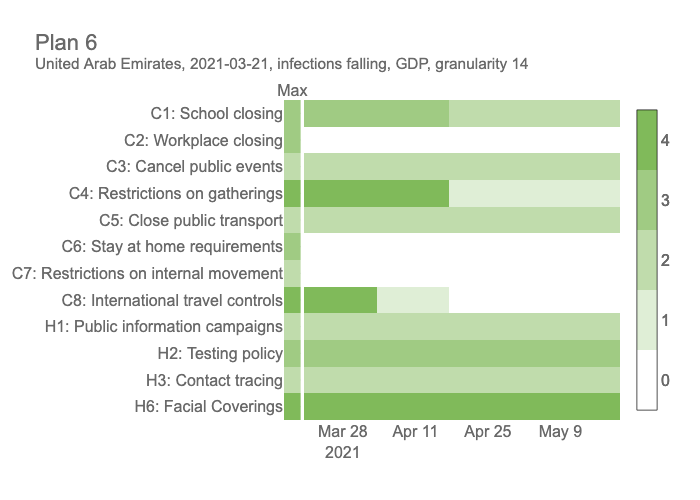 Plan 6
United Arab Emirates, 2021-03-21, infections falling, GDP, granularity 14
Max
C1: School closing
C2: Workplace closing
C3: Cancel public events
C4: Restrictions on gatherings
C5: Close public transport
C6: Stay at home requirements
C7: Restrictions on internal movement
C8: International travel controls
H1: Public information campaigns
H2: Testing policy
H3: Contact tracing
H6: Facial Coverings
Mar 28 Apr 11 Apr 25 May 9
2021
4
3
2
1
0